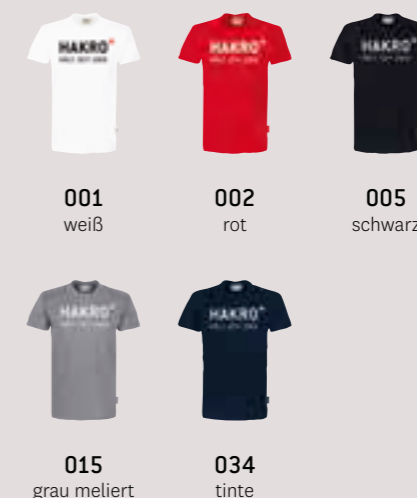 HAKRO
HAKRO
HAKRO
001
weiß
002
rot
005
schwarz
HAKRO
HAKRO
015
grau meliert
034
tinte